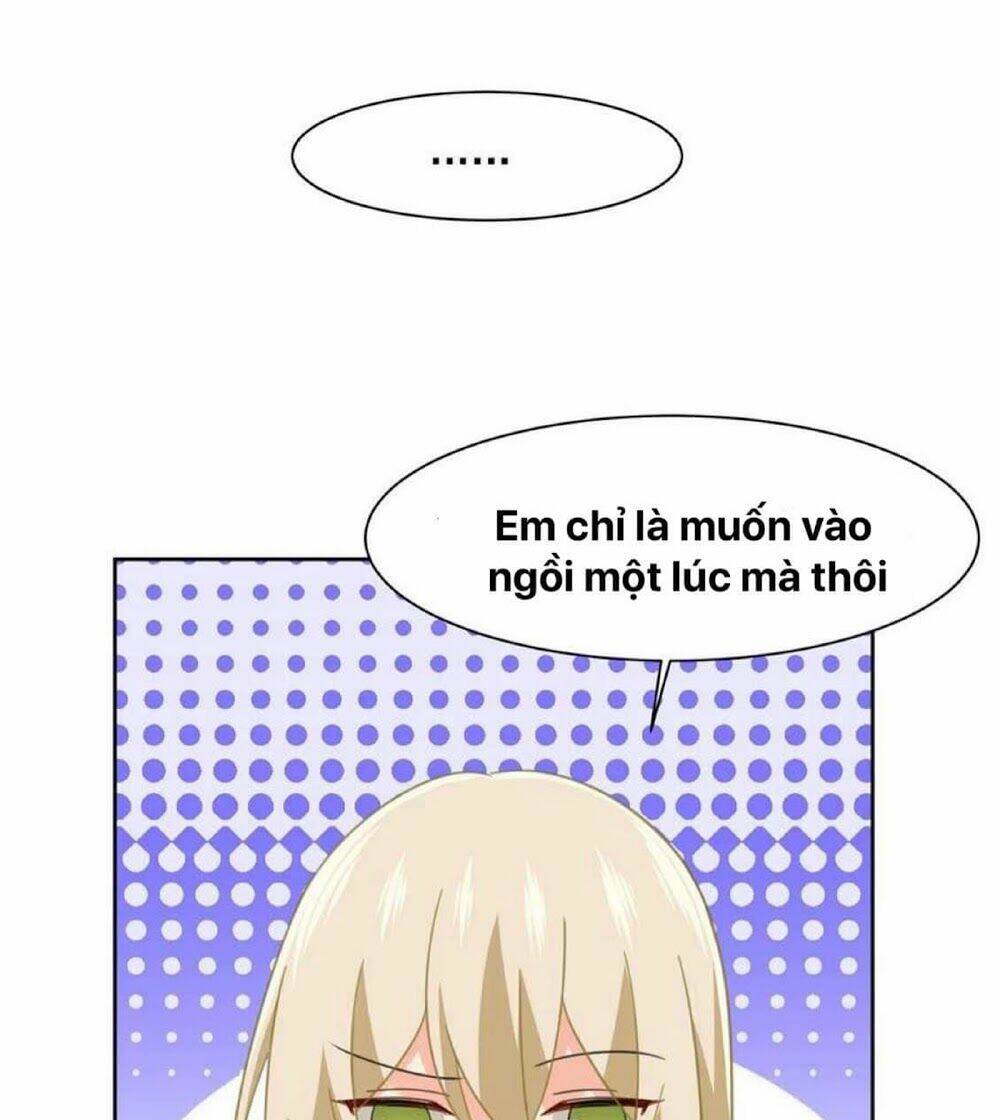 ......
Em chỉ là muốn vào
ngồi một lúc mà thôi